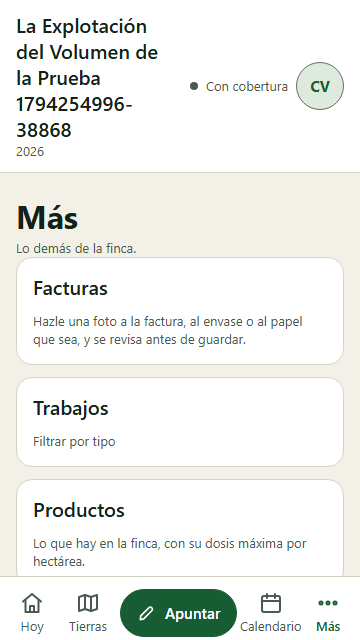 La Explotación
del Volumen de
la Prueba
1794254996-
38868
2026
Con cobertura
CV
Más
Lo demás de la finca.
Facturas
Hazle una foto a la factura, al envase o al papel
que sea, y se revisa antes de guardar.
Trabajos
Filtrar por tipo
Productos
Lo que hay en la finca, con su dosis máxima por
hectárea.
Hoy
Tierras
Apuntar
Calendario
Más